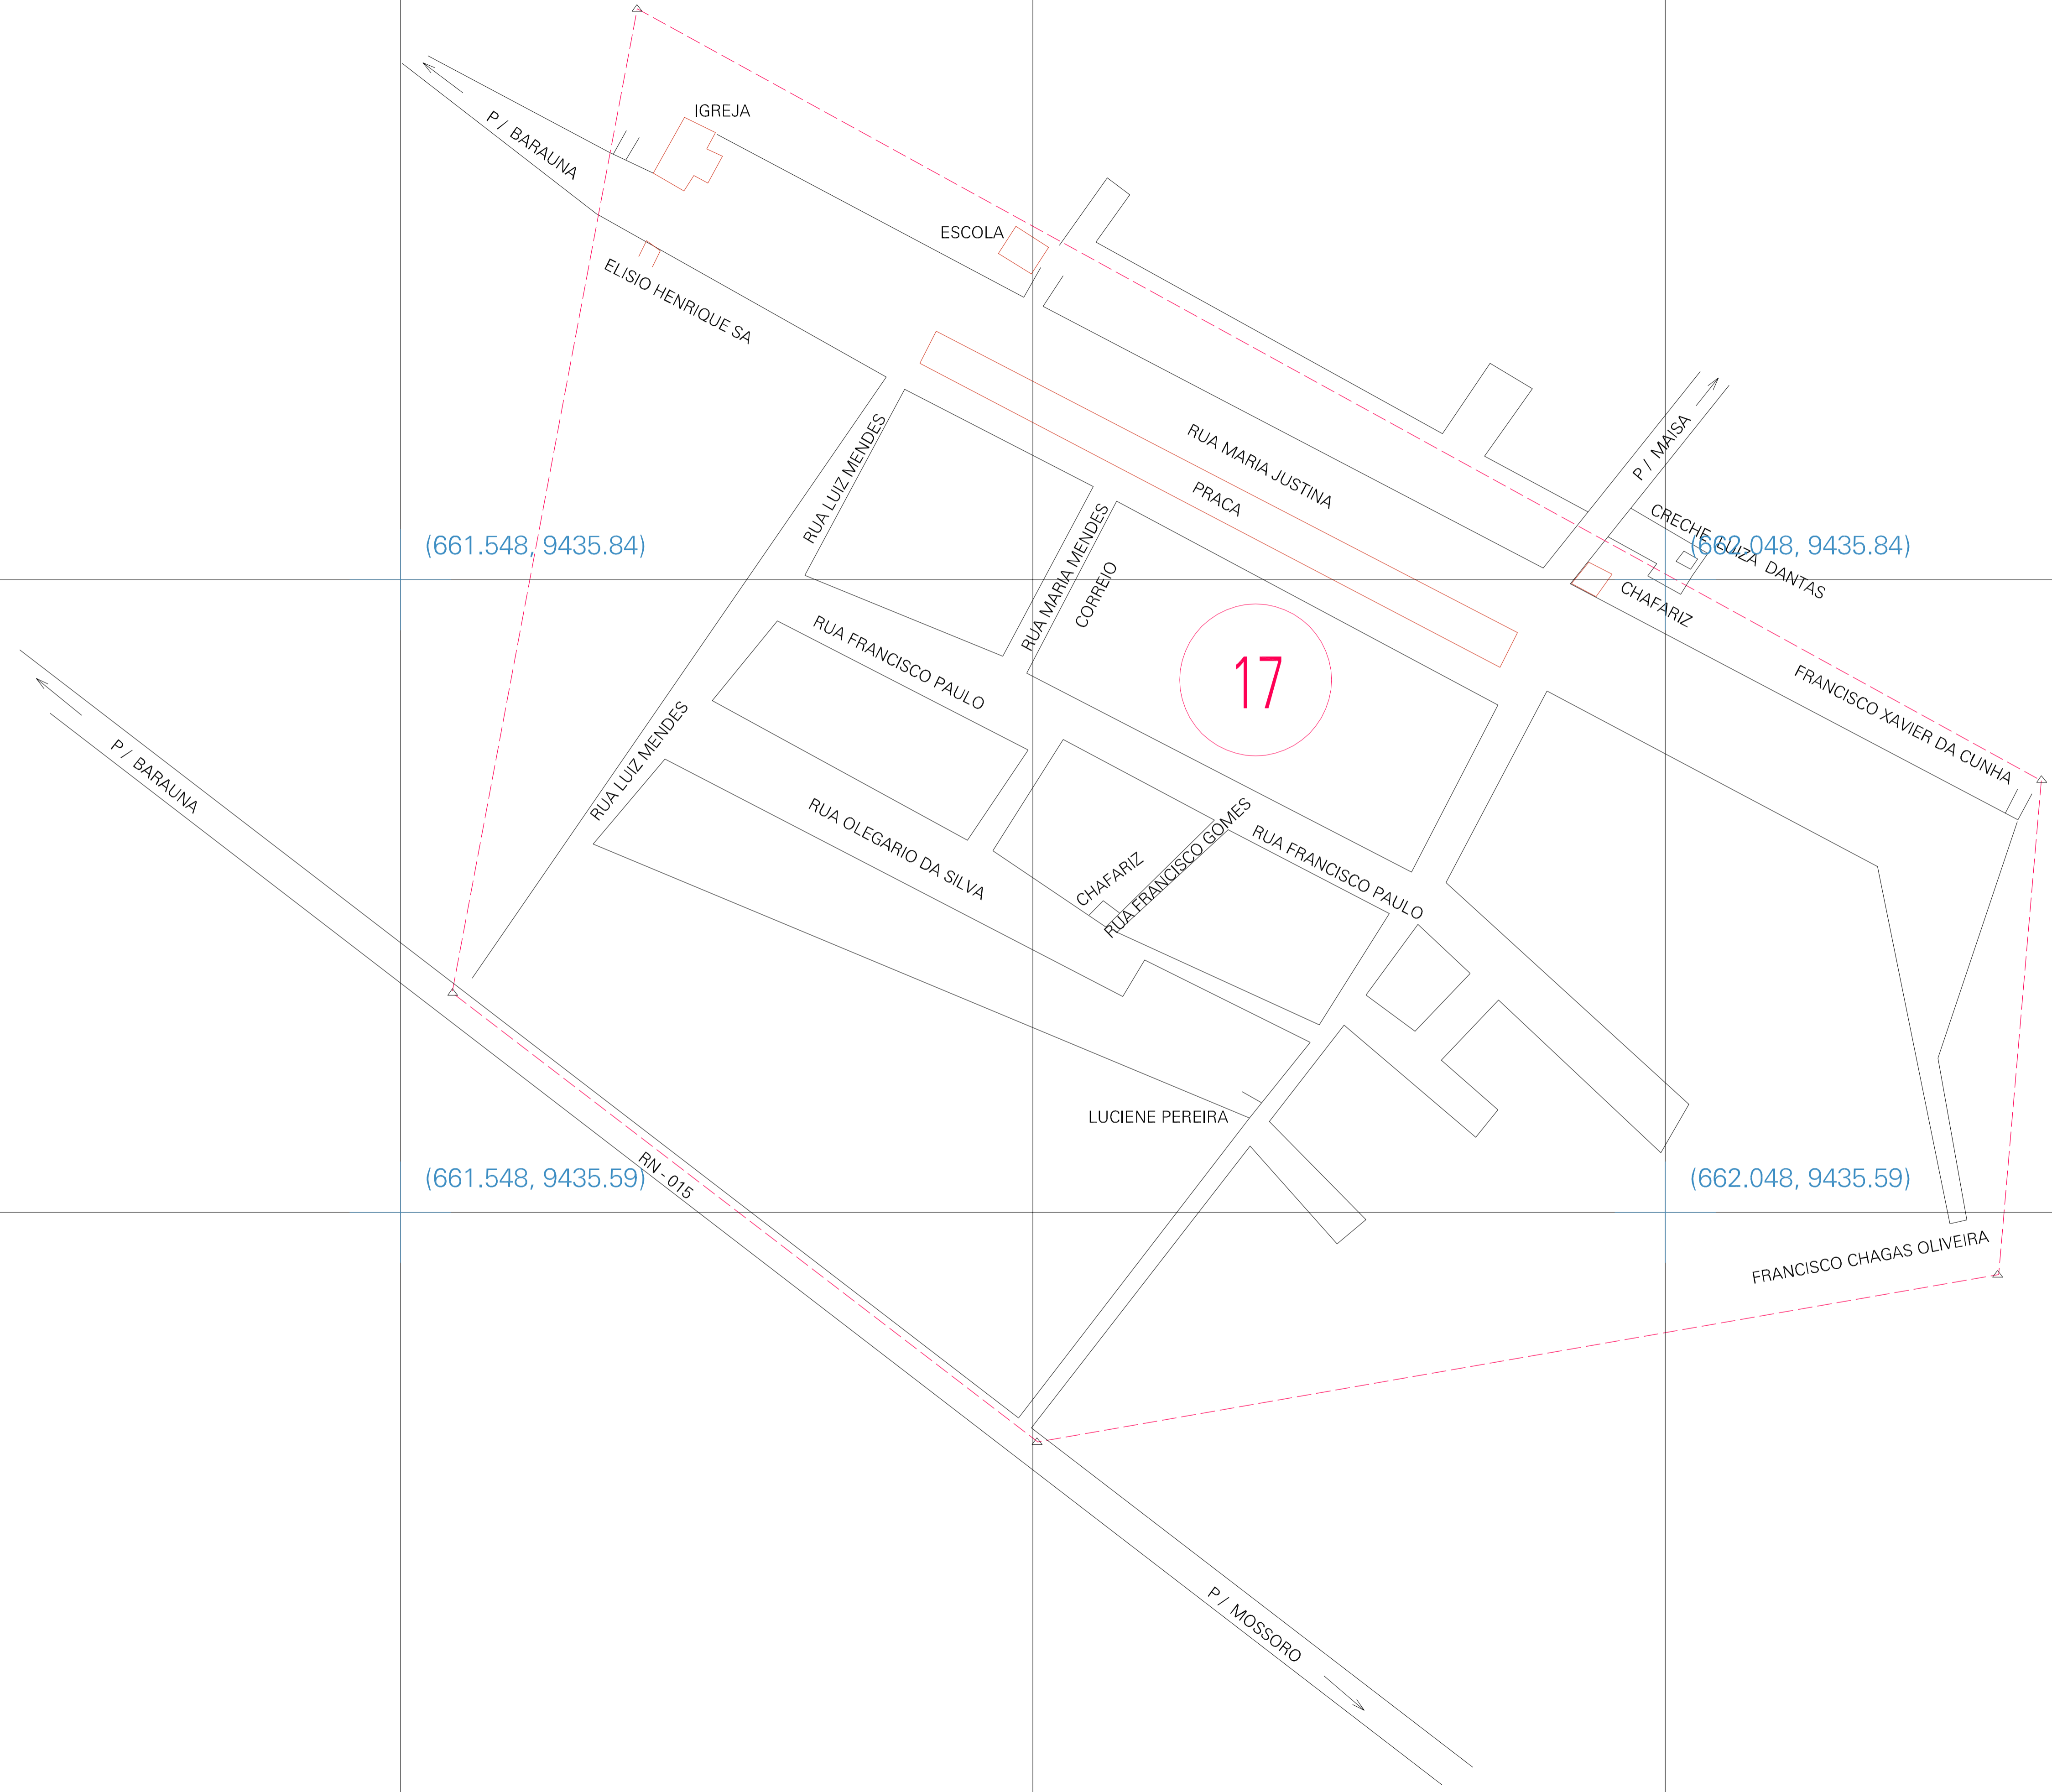 IGREJA
P / BARAUNA
ESCOLA
ELISIO HENRIQUE SA
RUA LUIZ MENDES
RUA MARIA JUSTINA
PRACA
P / MAISA
RUA MARIA MENDES
CORREIO
CRECHE LUIZA DANTAS
(661.548, 9435.84)
(662.048, 9435.84)
CHAFARIZ
RUA FRANCISCO PAULO
17
FRANCISCO XAVIER DA CUNHA
P / BARAUNA
RUA LUIZ MENDES
RUA OLEGARIO DA SILVA
CHAFARIZ
RUA FRANCISCO GOMES
RUA FRANCISCO PAULO
LUCIENE PEREIRA
RN - 015
(661.548, 9435.59)
(662.048, 9435.59)
FRANCISCO CHAGAS OLIVEIRA
P / MOSSORO